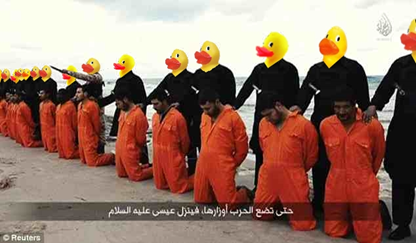 حتى تضع الحرب أوزارها، فينزل عيسى عليه السلام
© Reuters